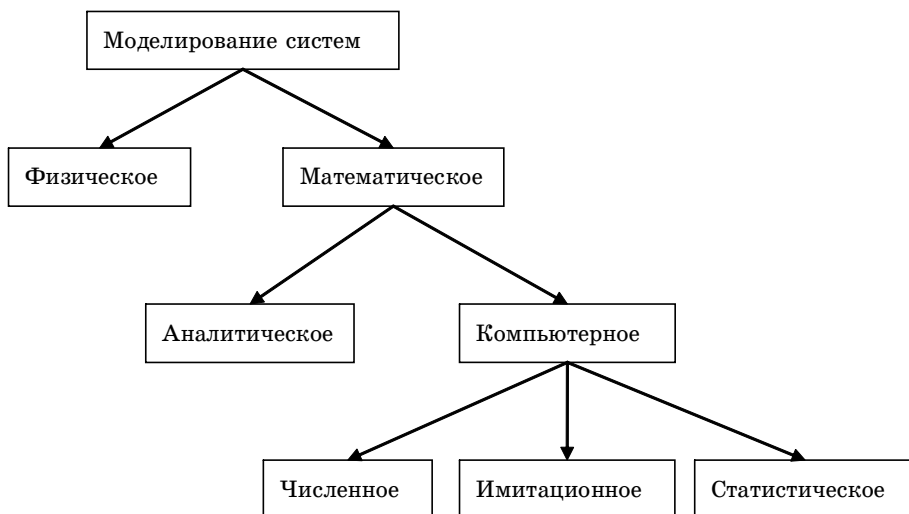 Моделирование систем
Физическое
Математическое
Аналитическое
Компьютерное
Численное
Имитационное
Статистическое